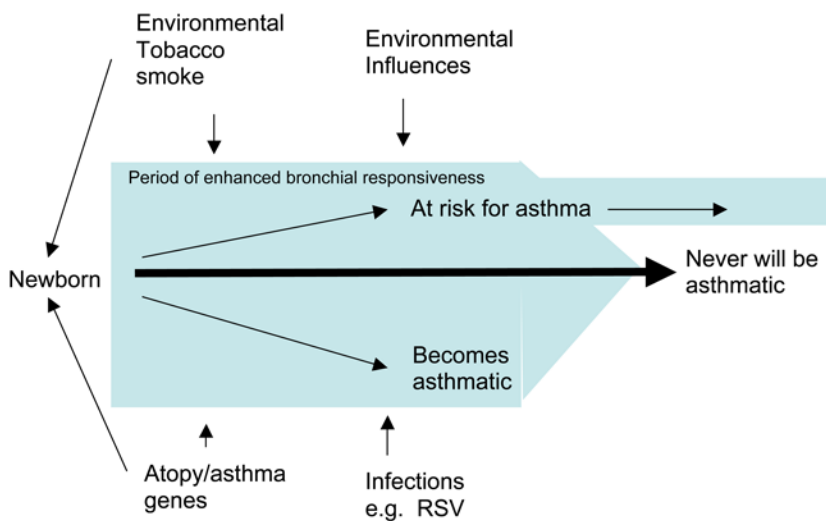 Environmental
Tobacco
smoke
Environmental
Influences
Period of enhanced bronchial responsiveness
At risk for asthma
Newborn
Never will be
asthmatic
Becomes
asthmatic
Atopy/asthma
genes
Infections
e.g. RSV